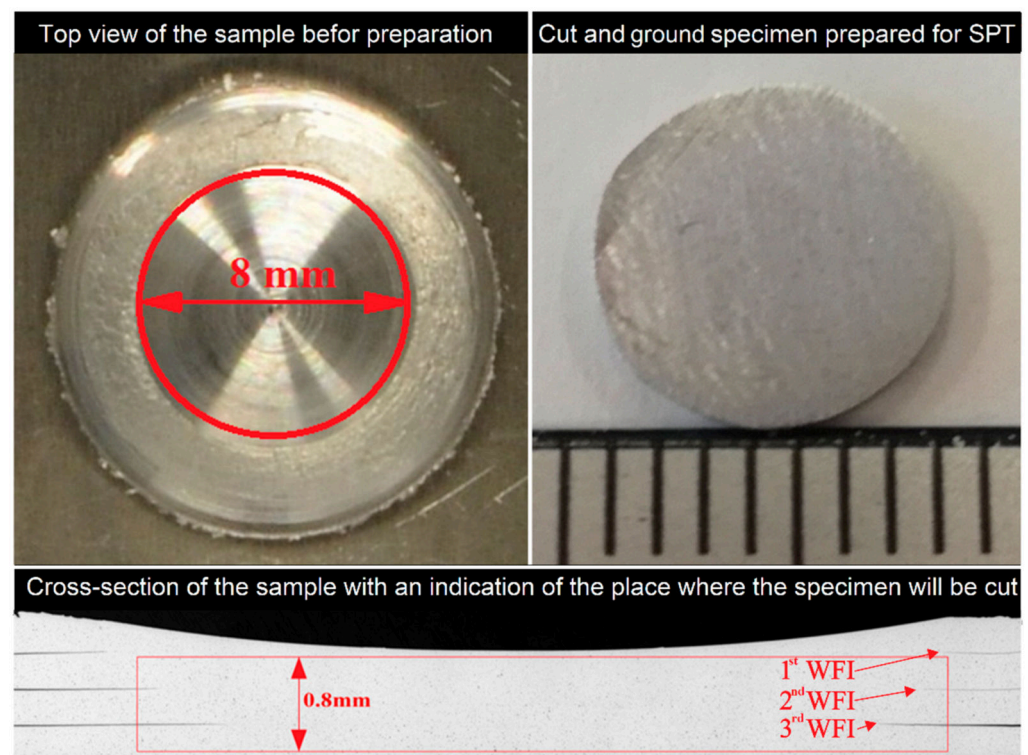 Top view of the sample befor preparation
Cut and ground specimen prepared for SPT
8 mm
Cross-section of the sample with an indication of the place where the specimen will be cut
0.8mm
1st WFI
2nd WFI
3rd WFI